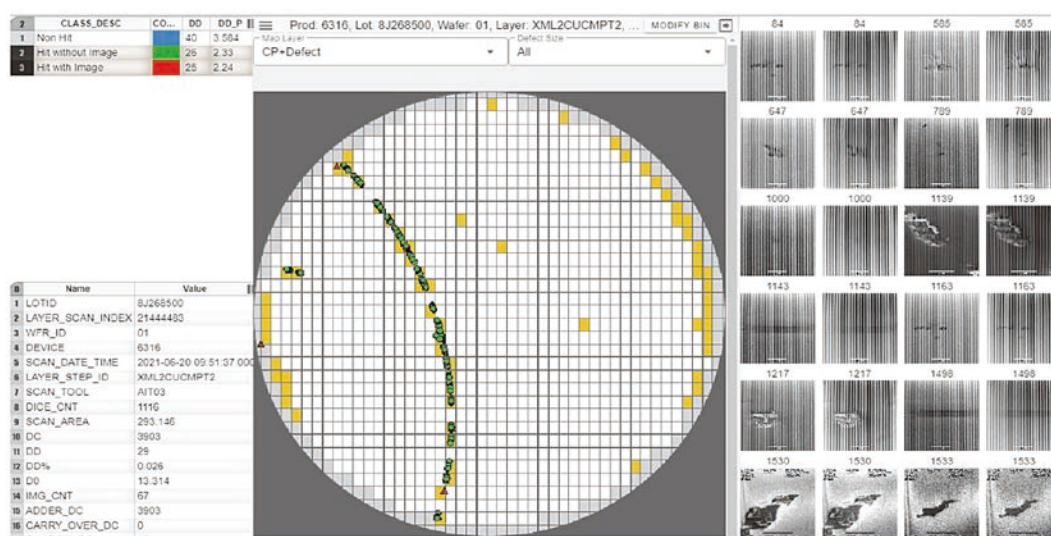 2 CLASS_DESC CO... DD DD_P
1 Non Hit 40 3.584
2 Hit without Image 26 2.33
3 Hit with Image 25 2.24
Prod: 6316, Lot: 8J268500, Wafer: 01, Layer: XML2CUCMPT2, ... MODIFY BIN
Map Layer
CP+Defect
Defect Size
All
Name Value
1 LOTID 8J268500
2 LAYER_SCAN_INDEX 21444483
3 WFR_ID 01
4 DEVICE 6316
5 SCAN_DATE_TIME 2021-06-20 09:51:37.000
6 LAYER_STEP_ID XML2CUCMPT2
7 SCAN_TOOL AIT03
8 DICE_CNT 1116
9 SCAN_AREA 293.146
10 DC 3903
11 DD 29
12 DD% 0.026
13 D0 13.314
14 IMG_CNT 67
15 ADDER_DC 3903
16 CARRY_OVER_DC 0
84 84 585 585
647 647 789 789
1000 1000 1139 1139
1143 1143 1163 1163
1217 1217 1498 1498
1530 1530 1533 1533